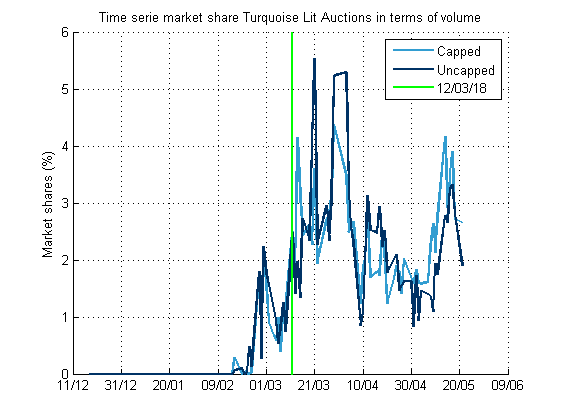 Time serie market share Turquoise Lit Auctions in terms of volume
Capped
Uncapped
12/03/18
Market shares (%)
6
5
4
3
2
1
0
11/12 31/12 20/01 09/02 01/03 21/03 10/04 30/04 20/05 09/06